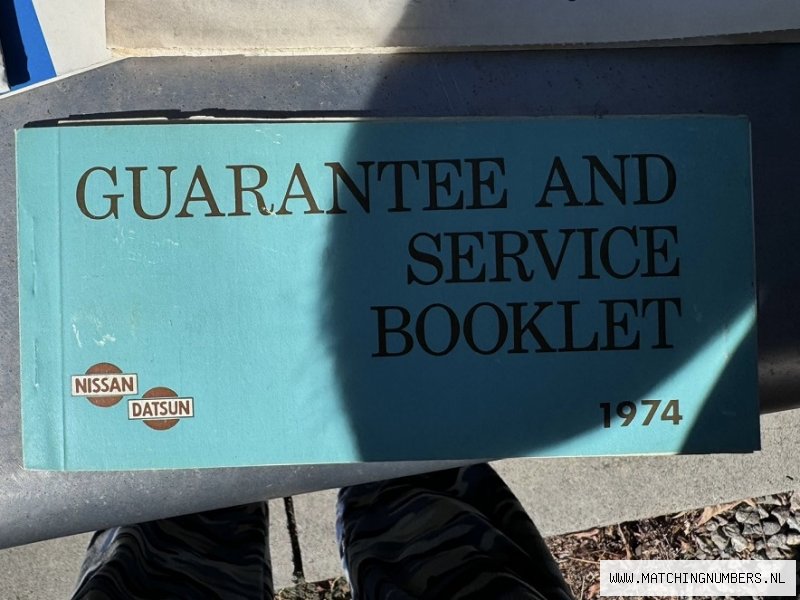 GUARANTEE AND
SERVICE
BOOKLET
1974
NISSAN
DATSUN
WWW.MATCHINGNUMBERS.NL